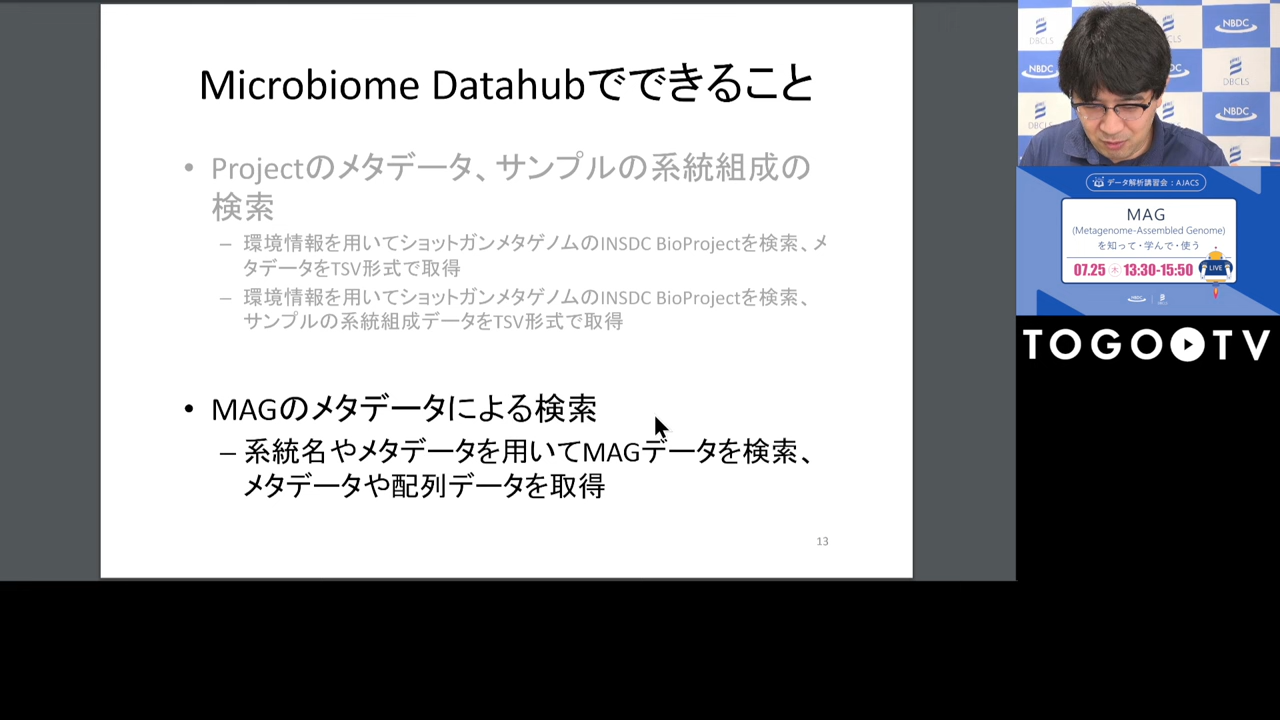 Microbiome Datahubでできること
• Projectのメタデータ、サンプルの系統組成の
検索
– 環境情報を用いてショットガンメタゲノムのINSDC BioProjectを検索、メ
タデータをTSV形式で取得
– 環境情報を用いてショットガンメタゲノムのINSDC BioProjectを検索、
サンプルの系統組成データをTSV形式で取得
• MAGのメタデータによる検索
– 系統名やメタデータを用いてMAGデータを検索、
メタデータや配列データを取得
13
NBDC
DBCLS
NBDC
DBCLS
DBCLS
NBDC
データ解析講習会:AJACS
MAG
(Metagenome-Assembled Genome)
を知って・学んで・使う
07.25 木 13:30-15:50
LIVE
NBDC
DBCLS
TOGO TV